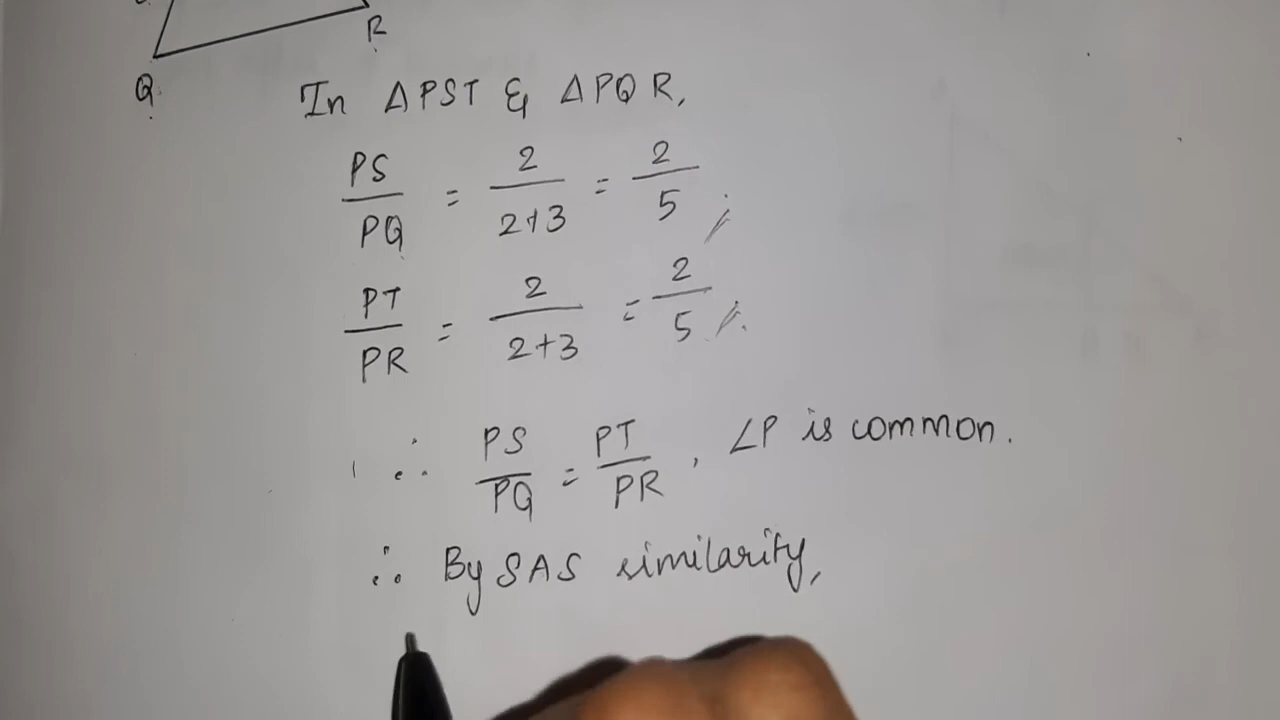 R
Q
In ΔPST & ΔPQR,
PS/PQ = 2/2+3 = 2/5,
PT/PR = 2/2+3 = 2/5.
∴ PS/PQ = PT/PR, ∠P is common.
∴ By SAS similarity,